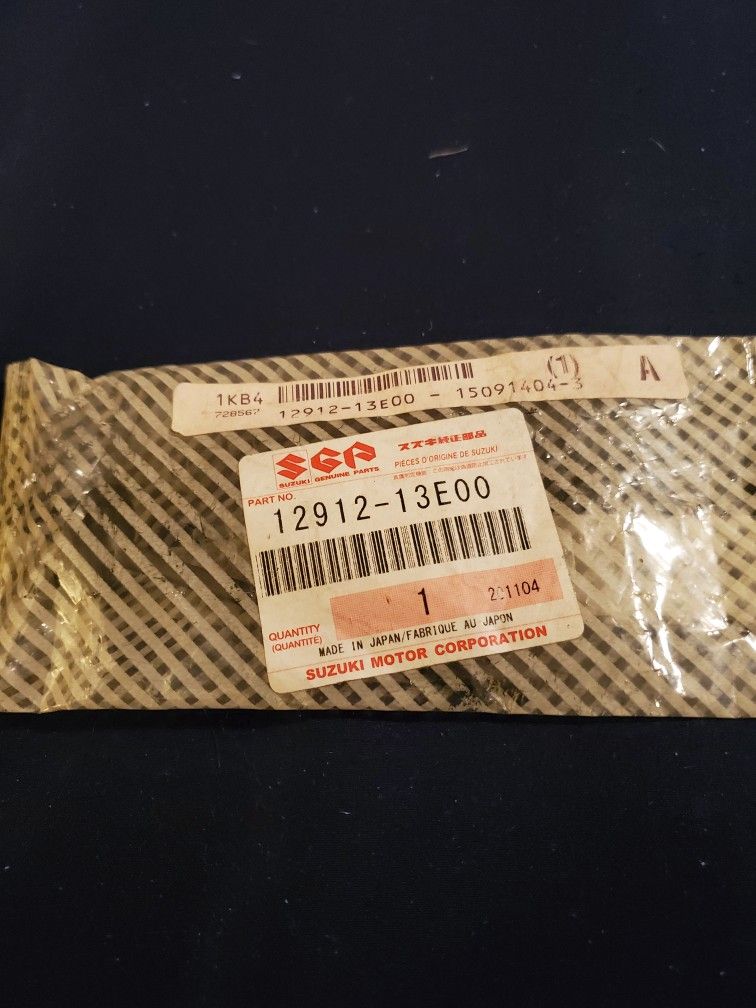 1KB4 (1) A
728567 12912-13E00 - 15091404-3
SGP スズキ純正部品
SUZUKI GENUINE PARTS PIÈCES D'ORIGINE DE SUZUKI
PART NO.
12912-13E00
1 201104
QUANTITY
(QUANTITÉ)
MADE IN JAPAN/FABRIQUE AU JAPON
SUZUKI MOTOR CORPORATION